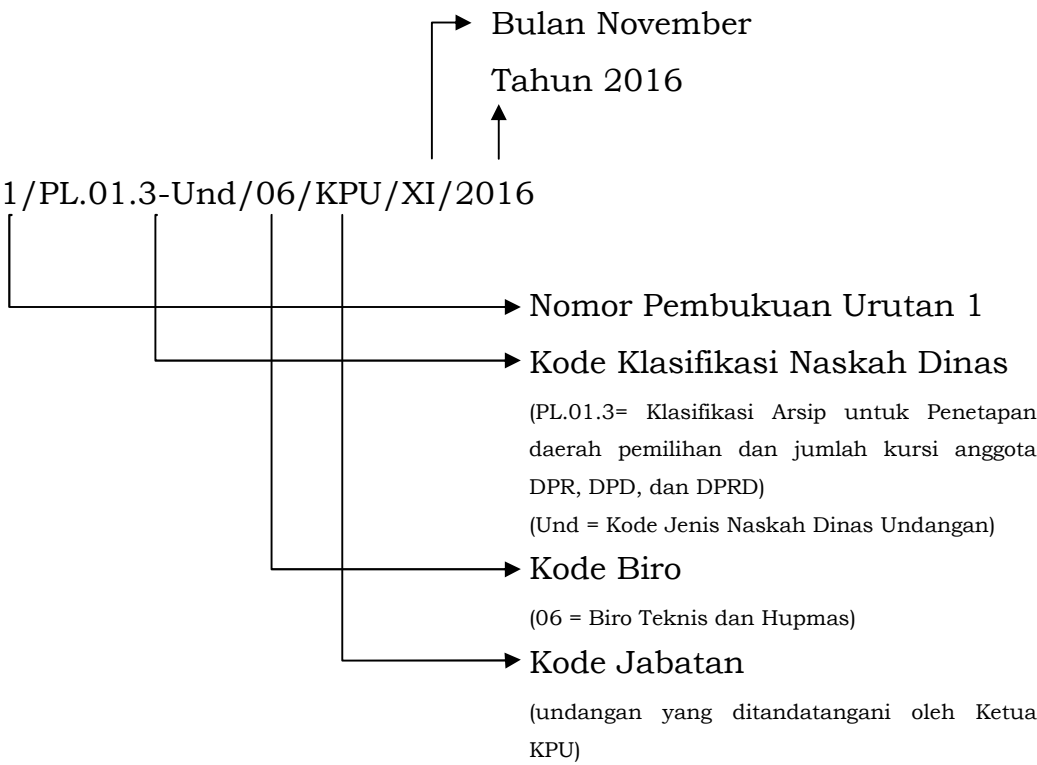 Bulan November
Tahun 2016
1/PL.01.3-Und/06/KPU/XI/2016
Nomor Pembukuan Urutan 1
Kode Klasifikasi Naskah Dinas
(PL.01.3= Klasifikasi Arsip untuk Penetapan
daerah pemilihan dan jumlah kursi anggota
DPR, DPD, dan DPRD)
(Und = Kode Jenis Naskah Dinas Undangan)
Kode Biro
(06 = Biro Teknis dan Hupmas)
Kode Jabatan
(undangan yang ditandatangani oleh Ketua
KPU)